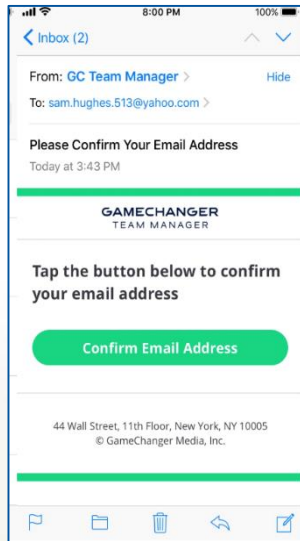 8:00 PM
100%
Inbox (2)
From: GC Team Manager
Hide
To: sam.hughes.513@yahoo.com
Please Confirm Your Email Address
Today at 3:43 PM
GAMECHANGER
TEAM MANAGER
Tap the button below to confirm
your email address
Confirm Email Address
44 Wall Street, 11th Floor, New York, NY 10005
© GameChanger Media, Inc.